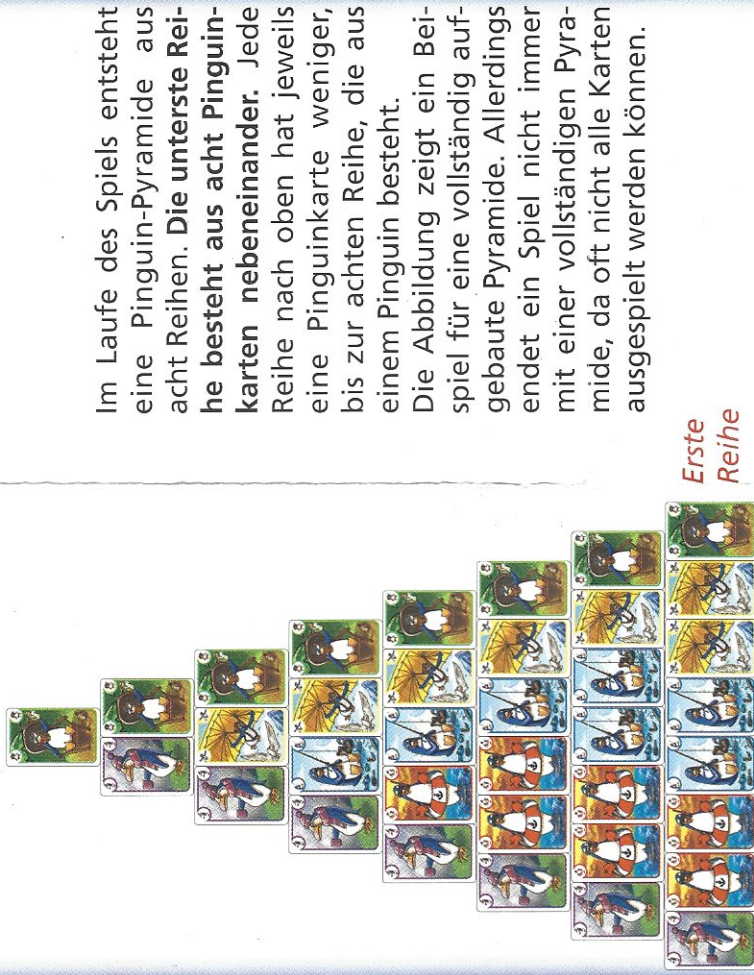 Im Laufe des Spiels entsteht
eine Pinguin-Pyramide aus
acht Reihen. Die unterste Rei-
he besteht aus acht Pinguin-
karten nebeneinander. Jede
Reihe nach oben hat jeweils
eine Pinguinkarte weniger,
bis zur achten Reihe, die aus
einem Pinguin besteht.
Die Abbildung zeigt ein Bei-
spiel für eine vollständig auf-
gebaute Pyramide. Allerdings
endet ein Spiel nicht immer
mit einer vollständigen Pyra-
mide, da oft nicht alle Karten
ausgespielt werden können.
Erste
Reihe